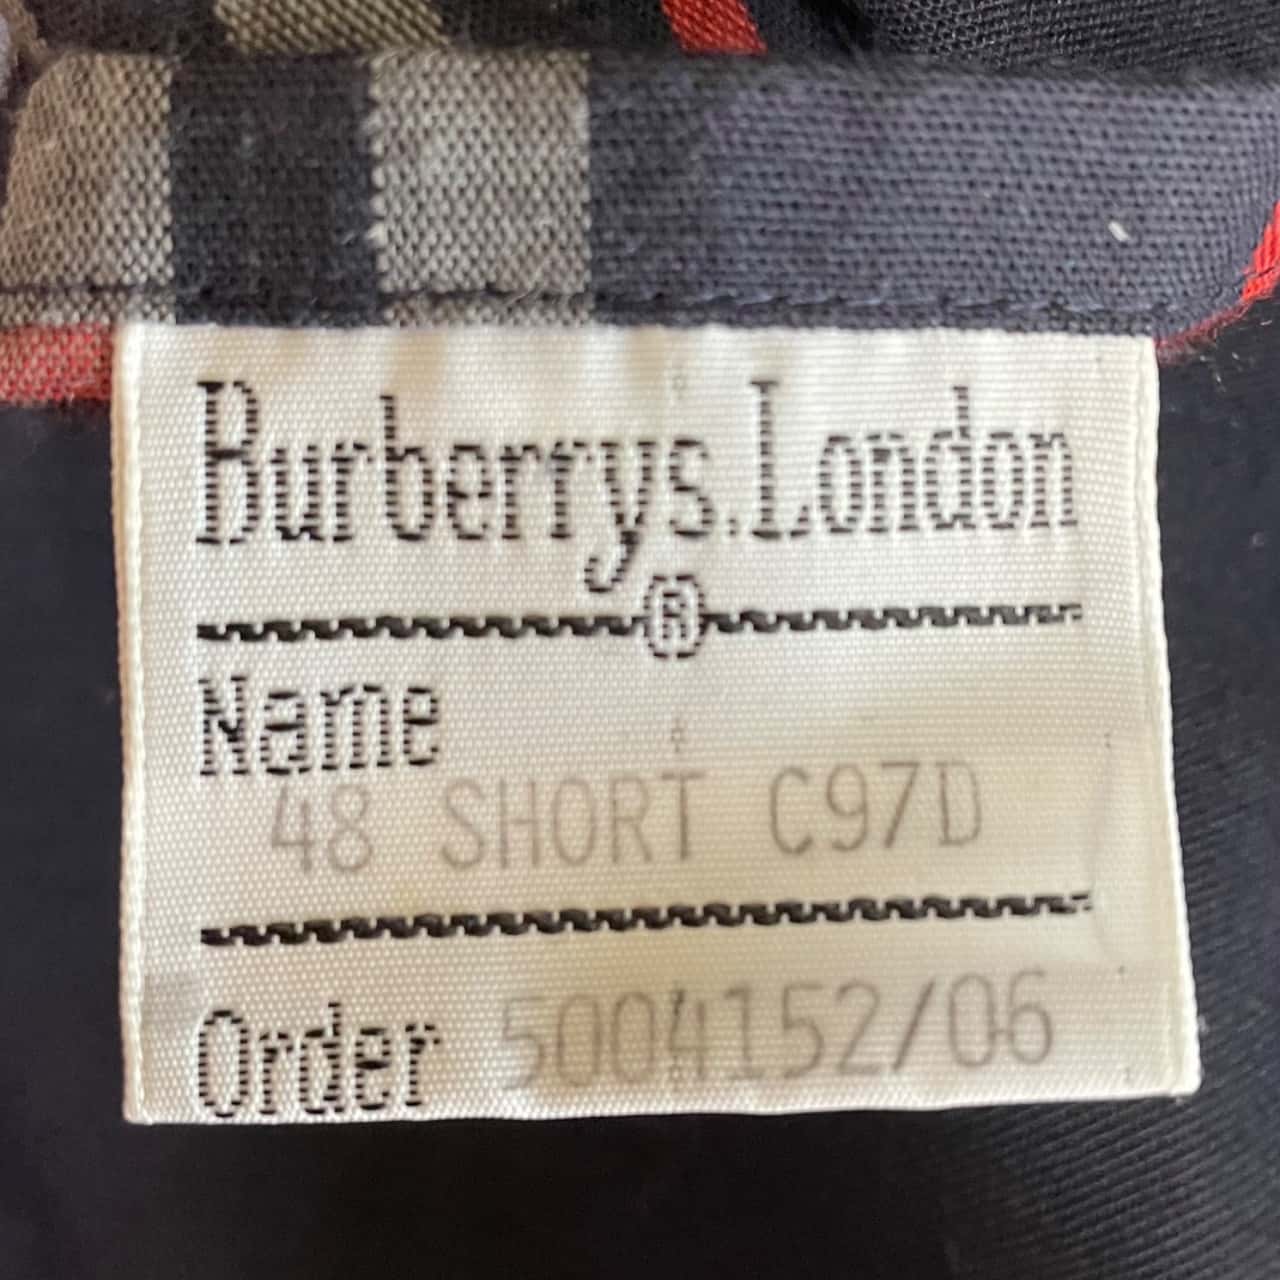 Burberrys.London
®
Name
48 SHORT C97D
Order 5004152/06